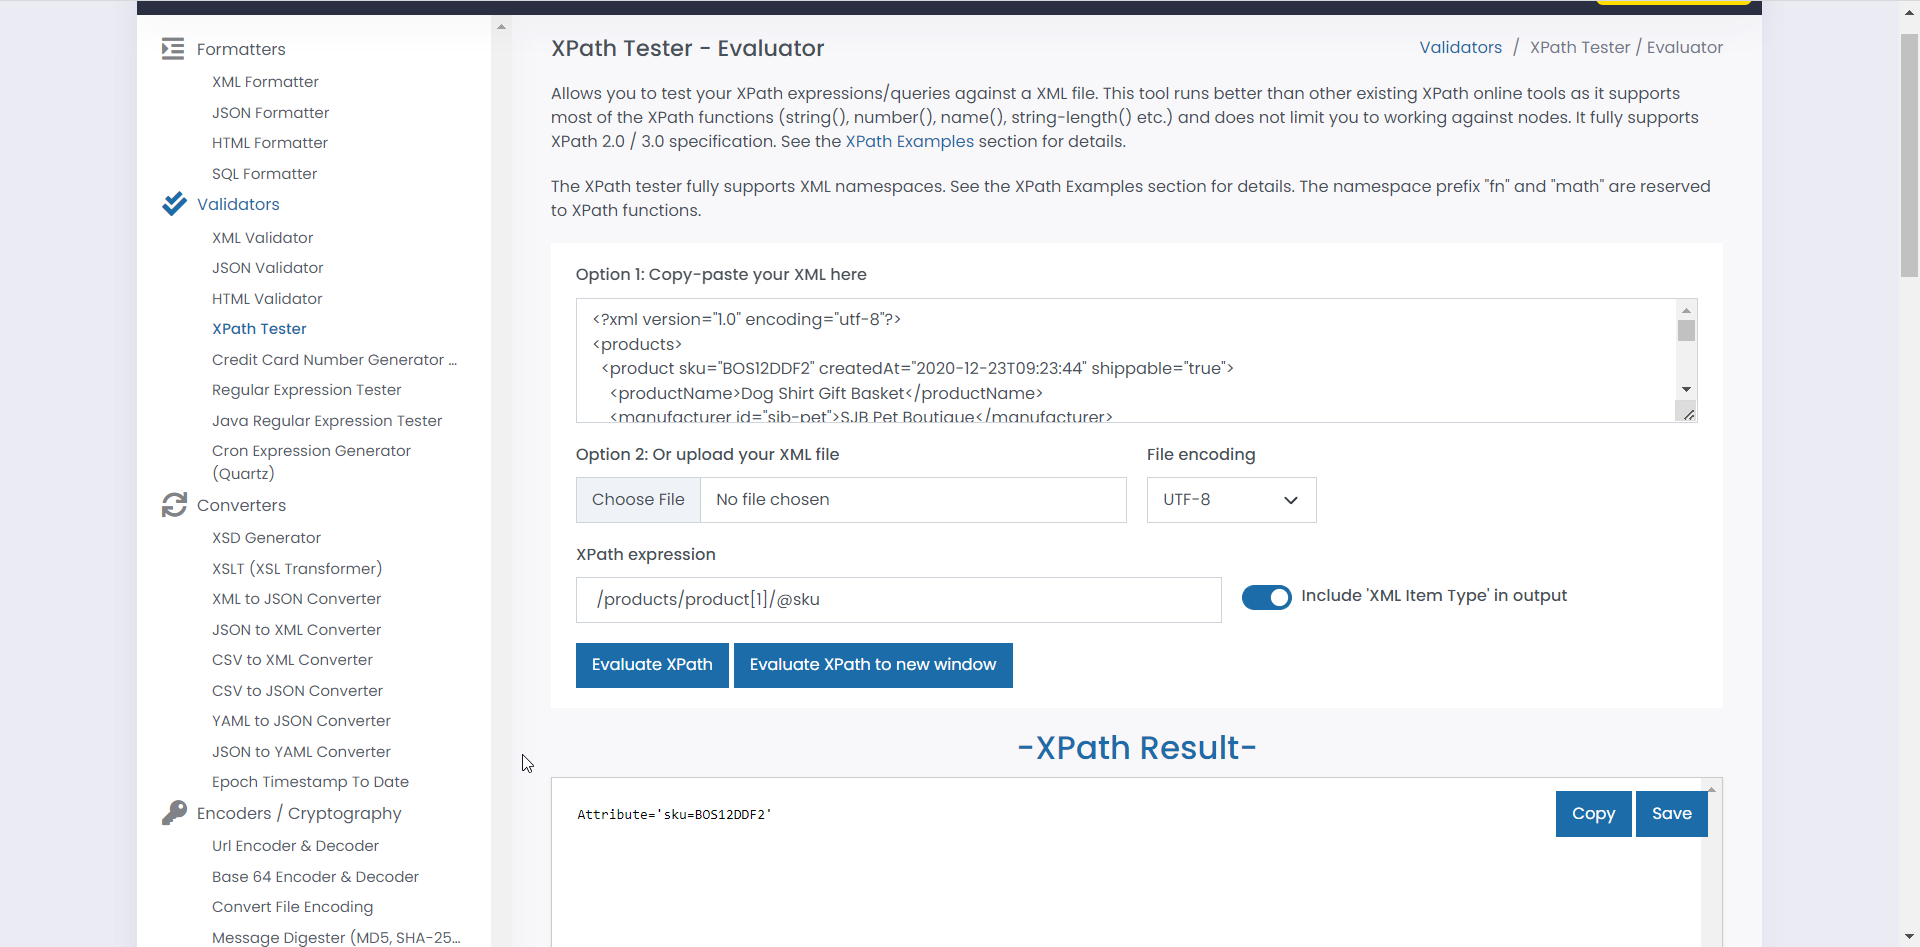 Formatters
XML Formatter
JSON Formatter
HTML Formatter
SQL Formatter
Validators
XML Validator
JSON Validator
HTML Validator
XPath Tester
Credit Card Number Generator ...
Regular Expression Tester
Java Regular Expression Tester
Cron Expression Generator
(Quartz)
Converters
XSD Generator
XSLT (XSL Transformer)
XML to JSON Converter
JSON to XML Converter
CSV to XML Converter
CSV to JSON Converter
YAML to JSON Converter
JSON to YAML Converter
Epoch Timestamp To Date
Encoders / Cryptography
Url Encoder & Decoder
Base 64 Encoder & Decoder
Convert File Encoding
Message Digester (MD5, SHA-25...
XPath Tester - Evaluator
Validators / XPath Tester / Evaluator
Allows you to test your XPath expressions/queries against a XML file. This tool runs better than other existing XPath online tools as it supports
most of the XPath functions (string(), number(), name(), string-length() etc.) and does not limit you to working against nodes. It fully supports
XPath 2.0 / 3.0 specification. See the XPath Examples section for details.
The XPath tester fully supports XML namespaces. See the XPath Examples section for details. The namespace prefix "fn" and "math" are reserved
to XPath functions.
Option 1: Copy-paste your XML here
<?xml version="1.0" encoding="utf-8"?>
<products>
<product sku="BOS12DDF2" createdAt="2020-12-23T09:23:44" shippable="true">
<productName>Dog Shirt Gift Basket</productName>
<manufacturer id="sjb-pet">SJB Pet Boutique</manufacturer>
Option 2: Or upload your XML file
File encoding
Choose File No file chosen
UTF-8
XPath expression
/products/product[1]/@sku
Include 'XML Item Type' in output
Evaluate XPath
Evaluate XPath to new window
-XPath Result-
Attribute='sku=BOS12DDF2'
Copy
Save